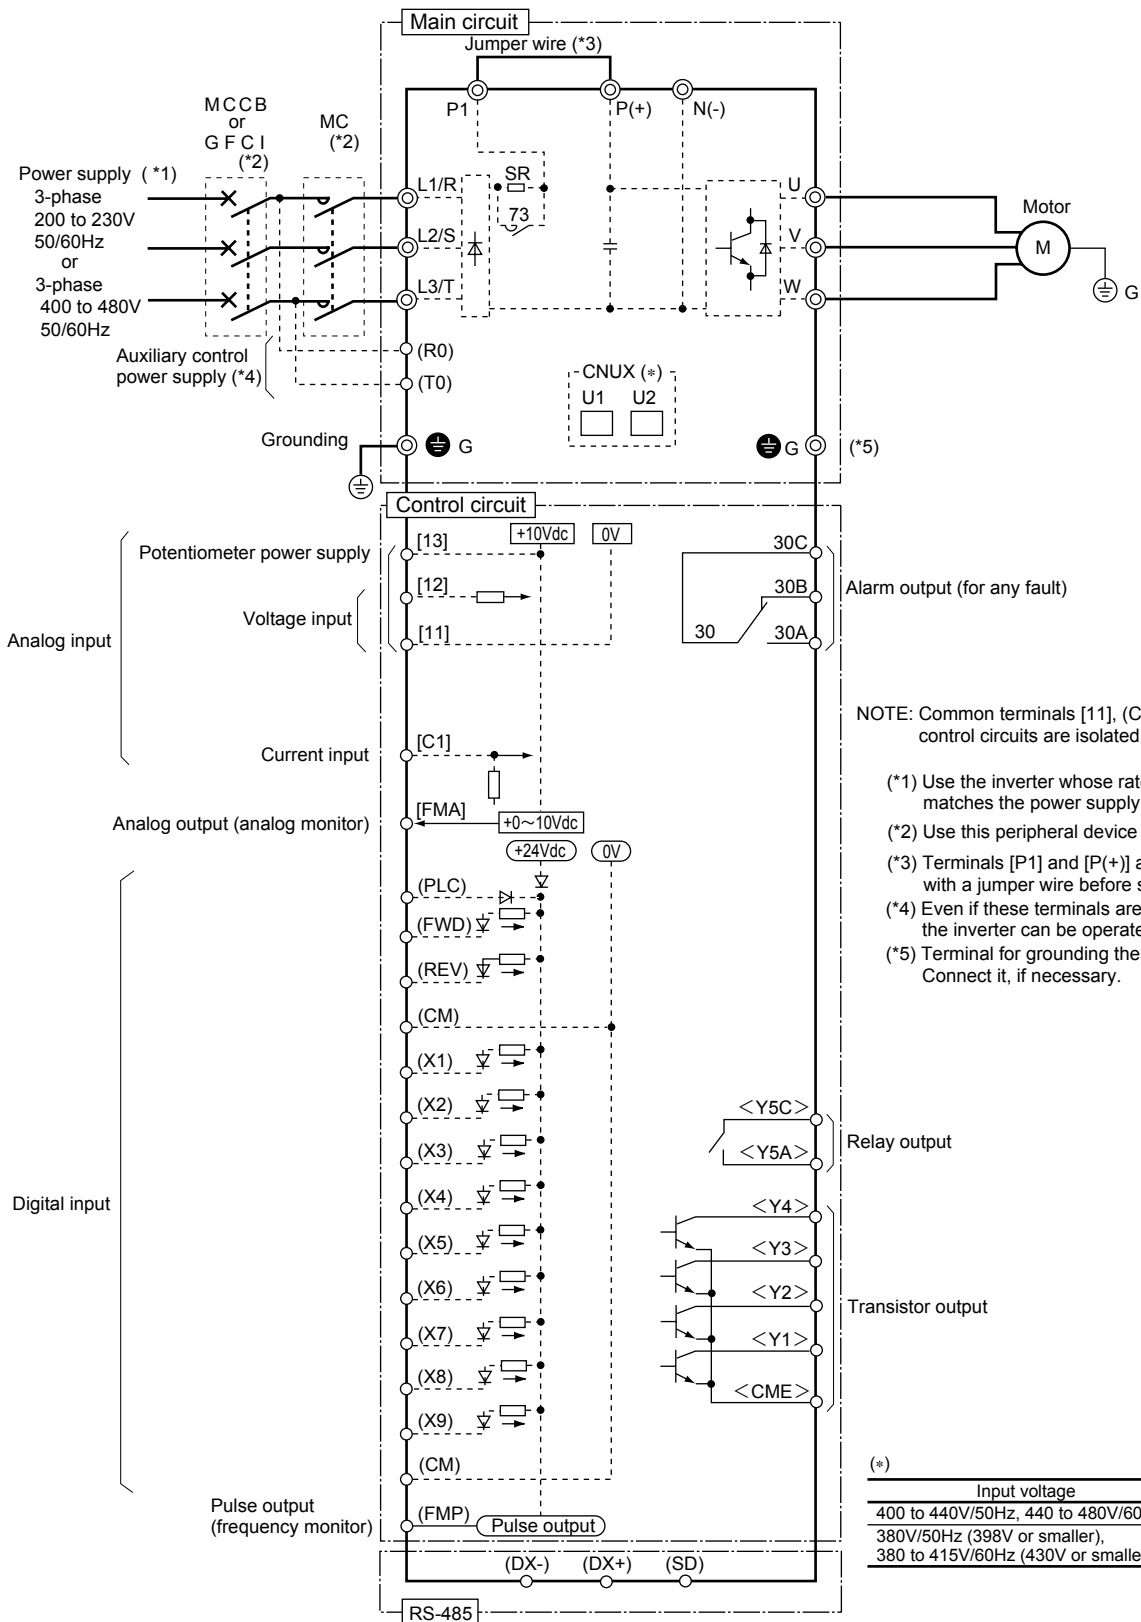 Main circuit
Jumper wire (*3)
P1
P(+)
N(-)
MCCB
or
GFCI
(*2)
MC
(*2)
Power supply (*1)
3-phase
200 to 230V
50/60Hz
or
3-phase
400 to 480V
50/60Hz
L1/R
L2/S
L3/T
SR
73
U
V
W
Motor
M
G
Auxiliary control
power supply (*4)
(R0)
(T0)
CNUX (*)
U1 U2
Grounding
G
G
(*5)
Control circuit
Potentiometer power supply
[13]
+10Vdc
0V
[12]
Voltage input
[11]
Analog input
30C
30B
30
30A
Alarm output (for any fault)
Current input
[C1]
Analog output (analog monitor)
[FMA]
+0~10Vdc
+24Vdc
0V
NOTE: Common terminals [11], (C
control circuits are isolated
(*1) Use the inverter whose rate
matches the power supply
(*2) Use this peripheral device
(*3) Terminals [P1] and [P(+)] a
with a jumper wire before s
(*4) Even if these terminals are
the inverter can be operate
(*5) Terminal for grounding the
Connect it, if necessary.
(PLC)
(FWD)
(REV)
(CM)
(X1)
(X2)
(X3)
(X4)
(X5)
(X6)
(X7)
(X8)
(X9)
(CM)
Digital input
<Y5C>
<Y5A>
Relay output
<Y4>
<Y3>
<Y2>
<Y1>
<CME>
Transistor output
Pulse output
(frequency monitor)
(FMP)
Pulse output
(DX-)
(DX+)
(SD)
RS-485
(*)
Input voltage
400 to 440V/50Hz, 440 to 480V/60
380V/50Hz (398V or smaller),
380 to 415V/60Hz (430V or smalle